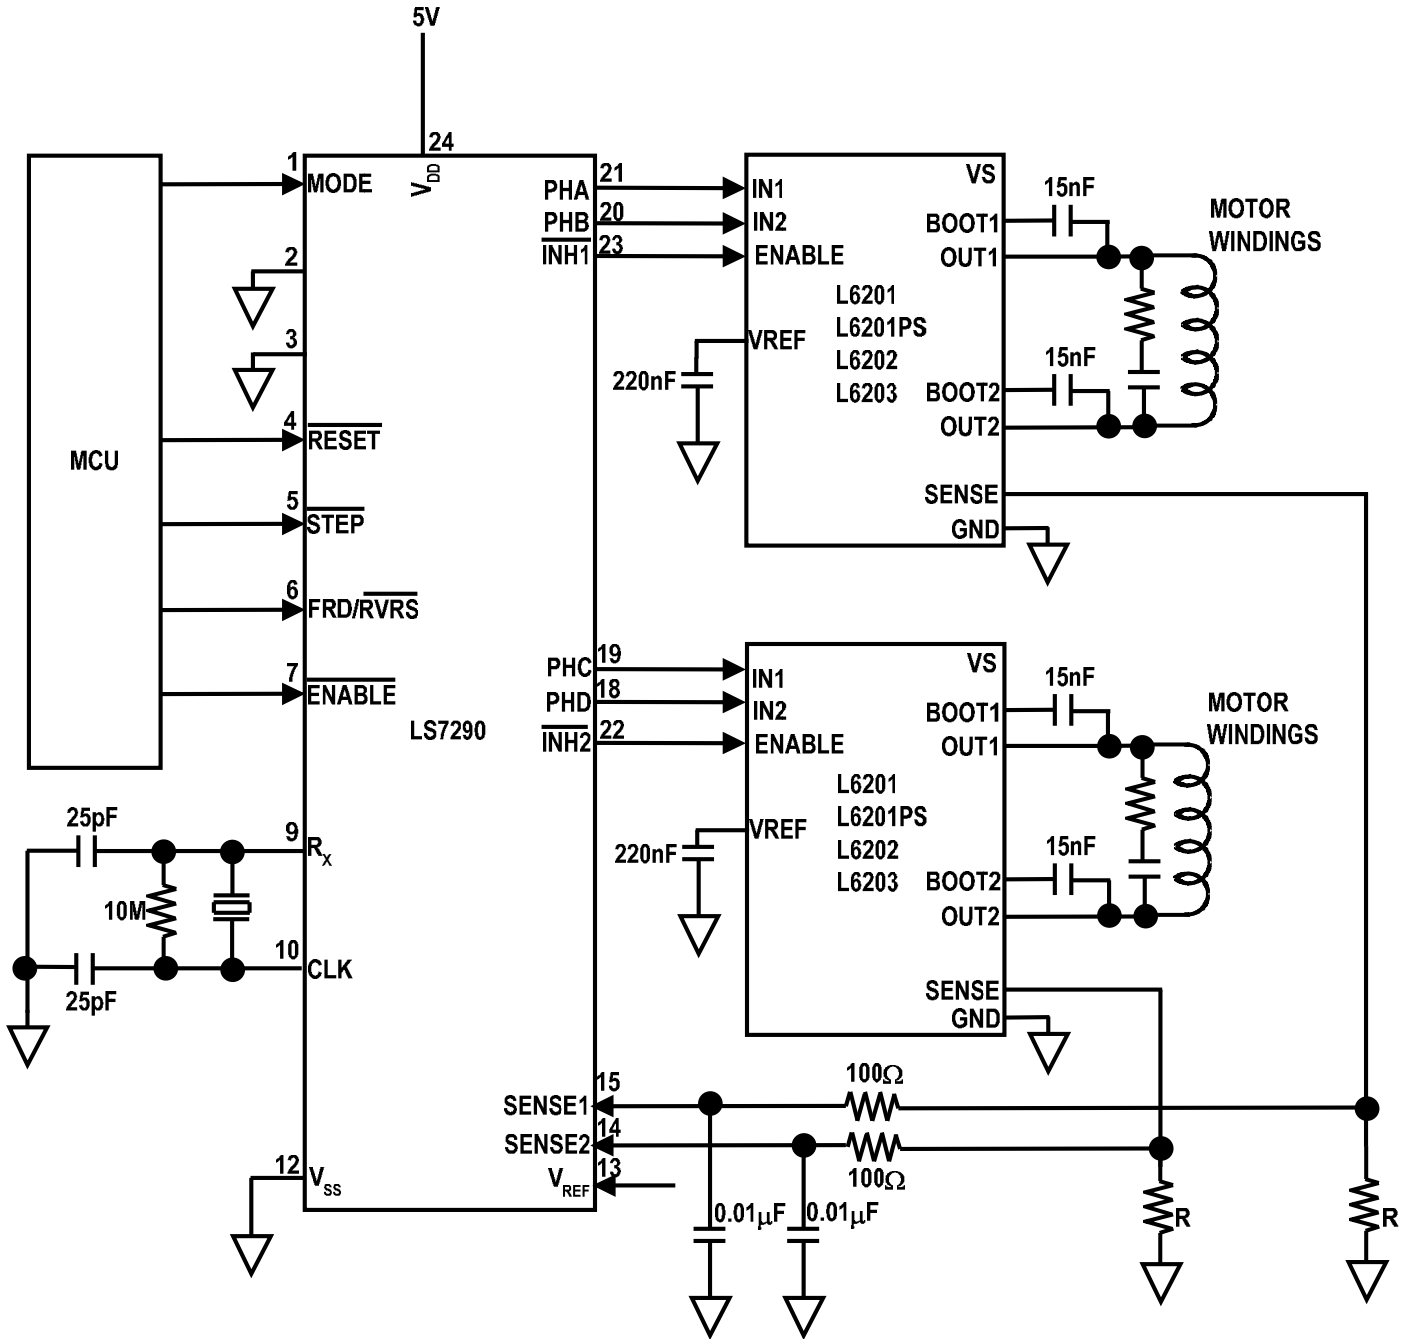 5V
24
V DD
MCU
1
MODE
2
3
4
RESET
5
STEP
6
FRD/RVRS
7
ENABLE
LS7290
25pF
9
RX
10M
10
CLK
25pF
12
VSS
PHA
21
PHB
20
INH1
23
PHC
19
PHD
18
INH2
22
SENSE1
15
SENSE2
14
VREF
13
IN1
IN2
ENABLE
VREF
220nF
L6201
L6201PS
L6202
L6203
VS
BOOT1
OUT1
BOOT2
OUT2
SENSE
GND
15nF
15nF
MOTOR
WINDINGS
IN1
IN2
ENABLE
VREF
220nF
L6201
L6201PS
L6202
L6203
VS
BOOT1
OUT1
BOOT2
OUT2
SENSE
GND
15nF
15nF
MOTOR
WINDINGS
100Ω
100Ω
0.01μF
0.01μF
R
R